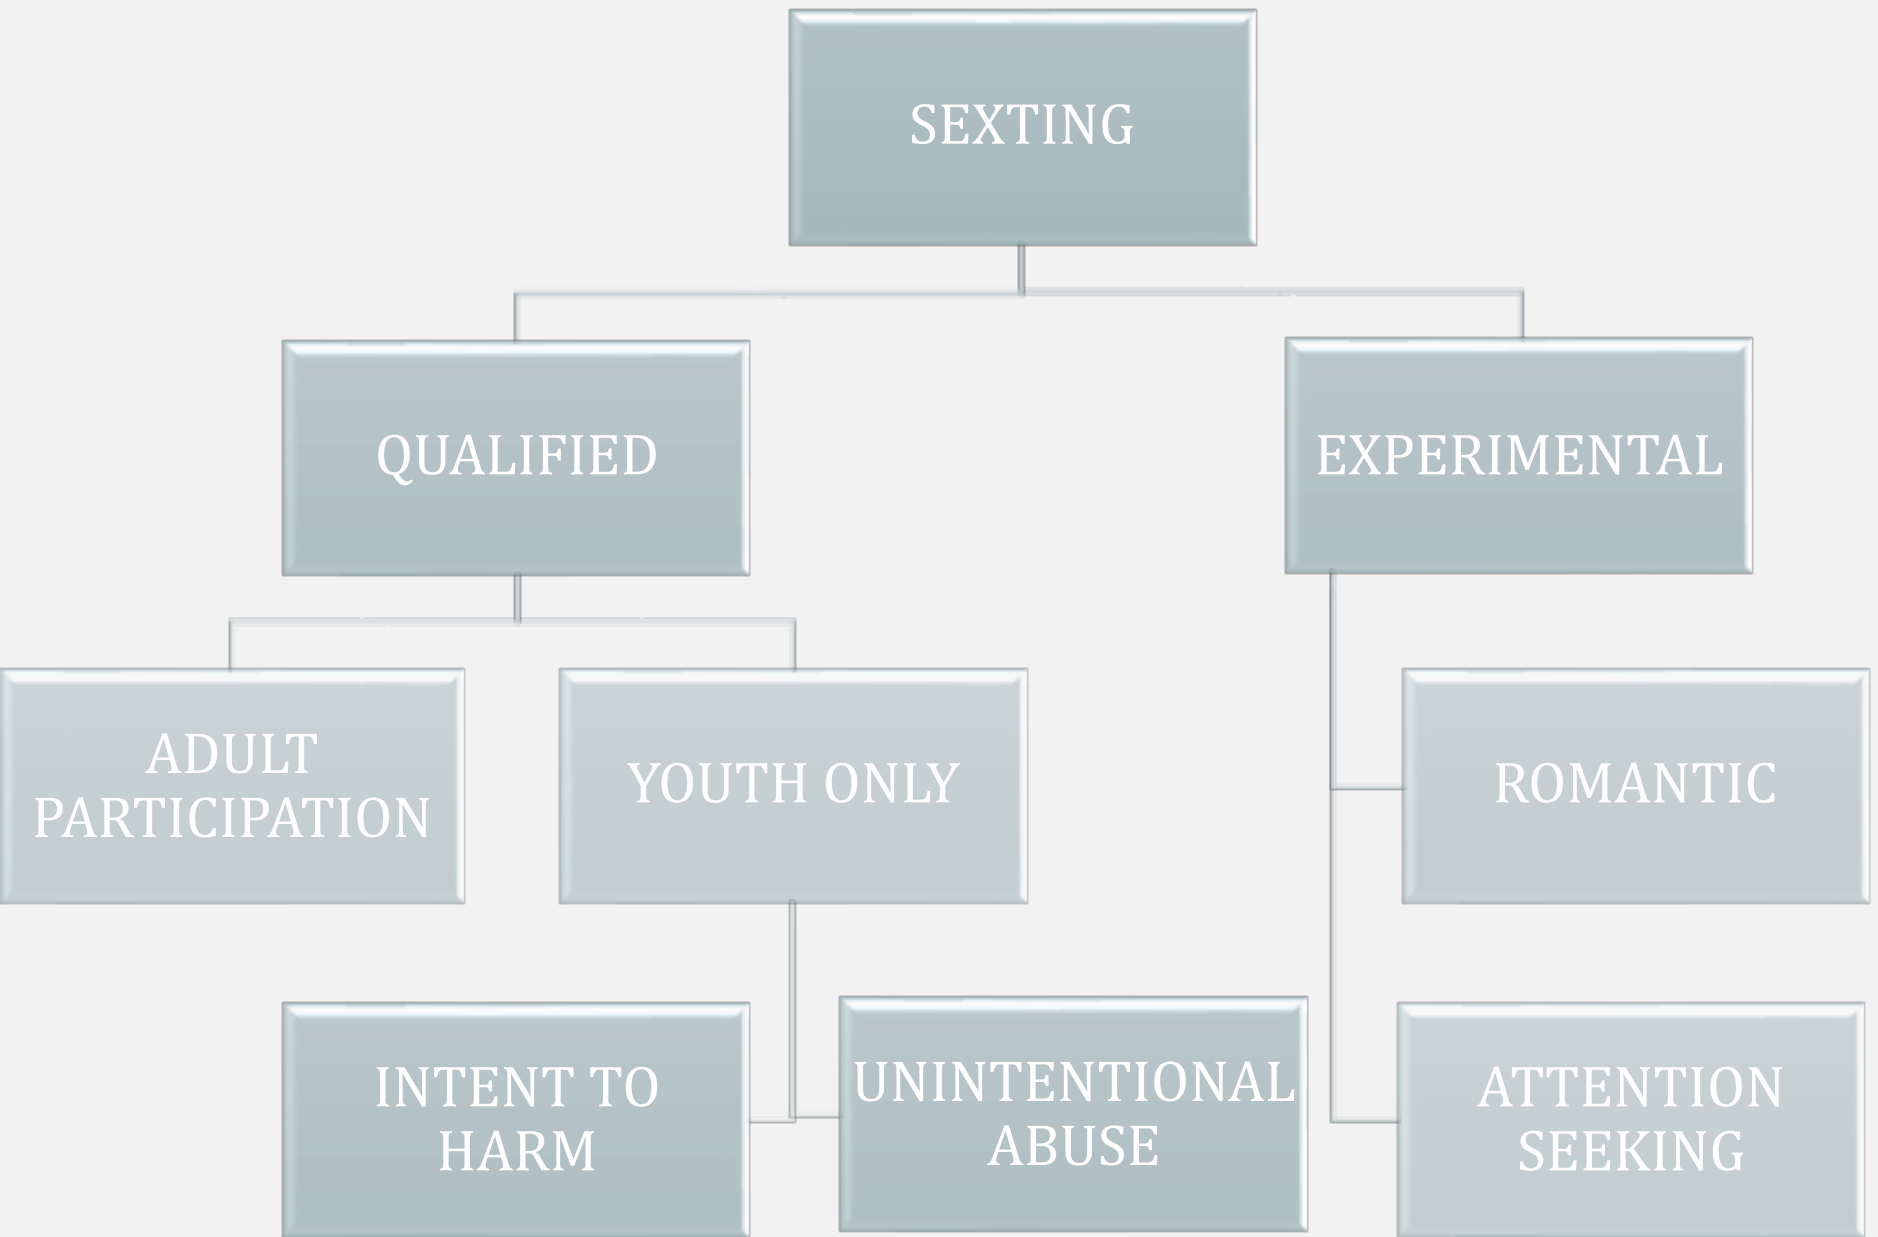 SEXTING
QUALIFIED
EXPERIMENTAL
ADULT
PARTICIPATION
YOUTH ONLY
ROMANTIC
INTENT TO
HARM
UNINTENTIONAL
ABUSE
ATTENTION
SEEKING